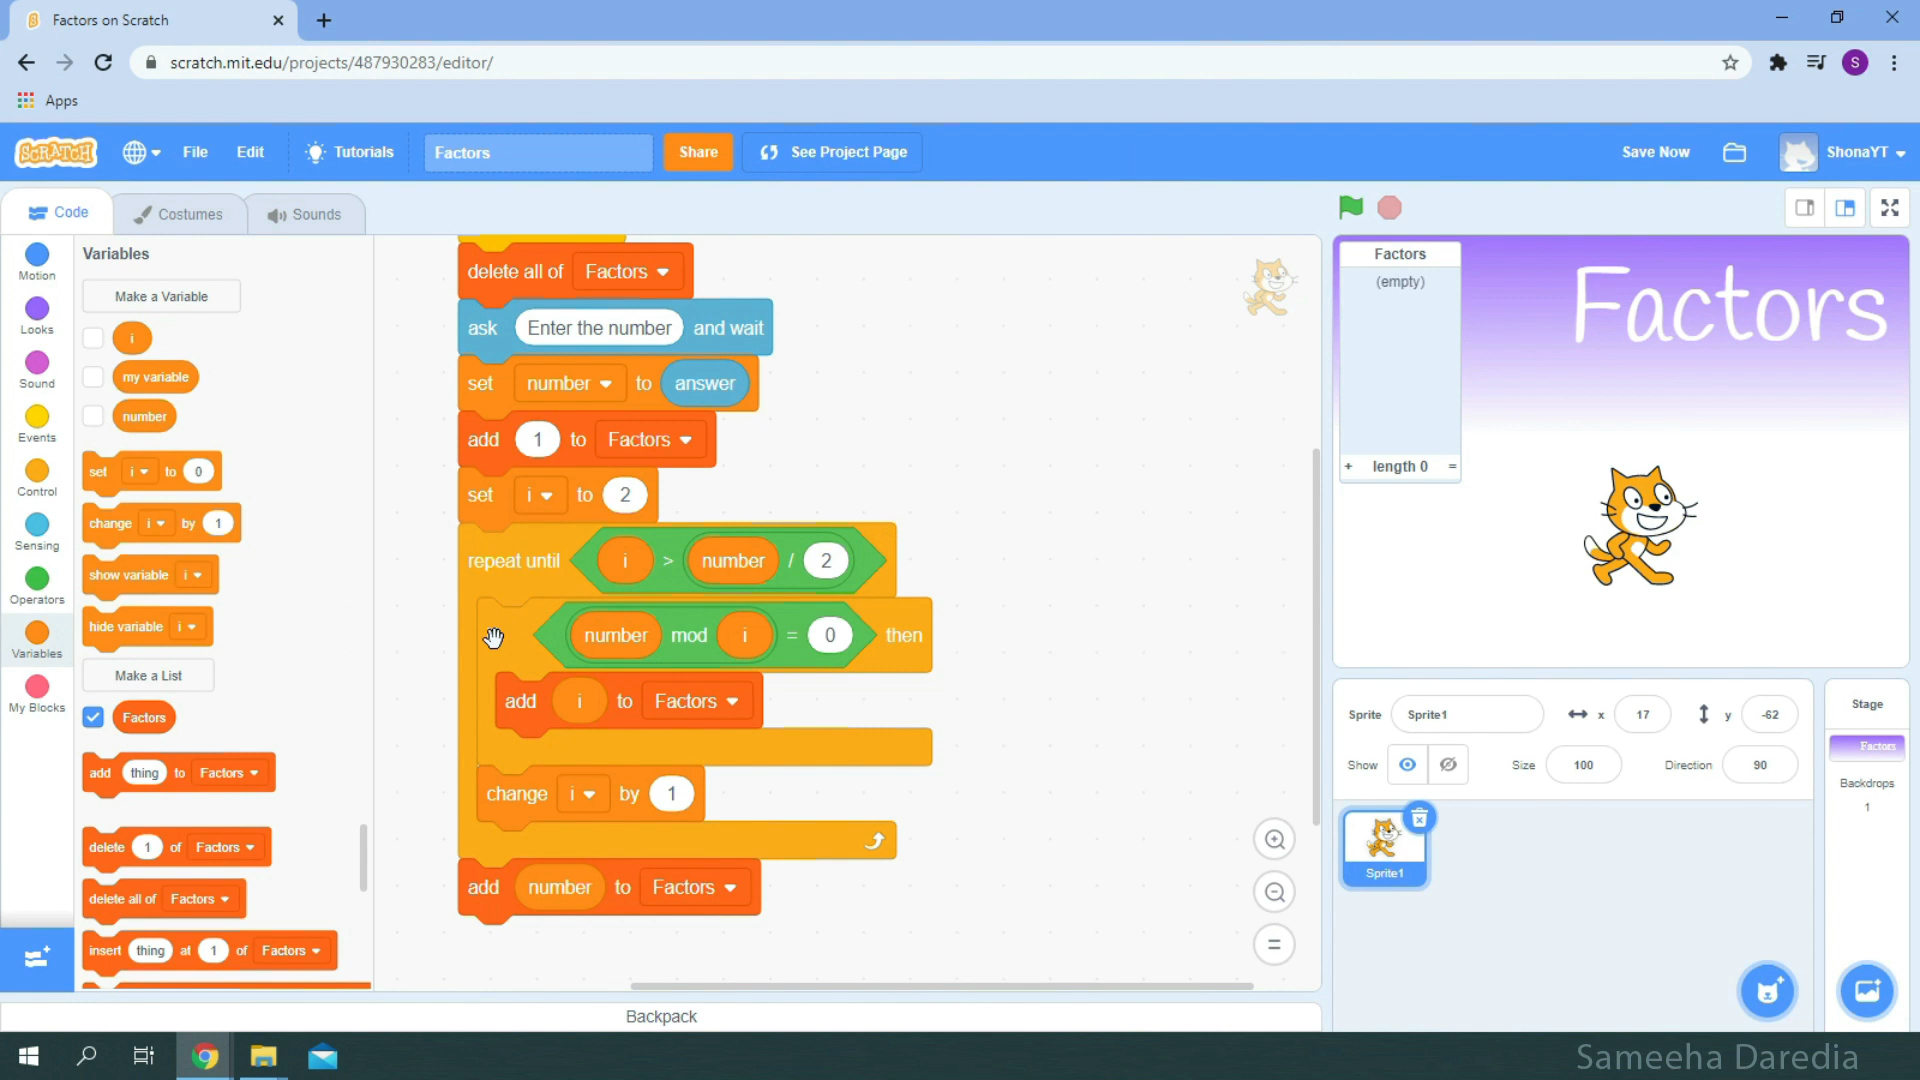 Factors on Scratch
scratch.mit.edu/projects/487930283/editor/
S
Apps
SCRATCH
File
Edit
Tutorials
Factors
Share
See Project Page
Save Now
ShonaYT
Code
Costumes
Sounds
Motion
Looks
Sound
Events
Control
Sensing
Operators
Variables
My Blocks
Variables
Make a Variable
i
my variable
number
set i to 0
change i by 1
show variable i
hide variable i
Make a List
Factors
add thing to Factors
delete 1 of Factors
delete all of Factors
insert thing at 1 of Factors
delete all of Factors
ask Enter the number and wait
set number to answer
add 1 to Factors
set i to 2
repeat until i > number / 2
number mod i = 0 then
add i to Factors
change i by 1
add number to Factors
Backpack
Factors
(empty)
+ length 0 =
Factors
Sprite Sprite1 x 17 y -62
Show Size 100 Direction 90
Sprite1
Stage
Factors
Backdrops
1
Sameeha Daredia